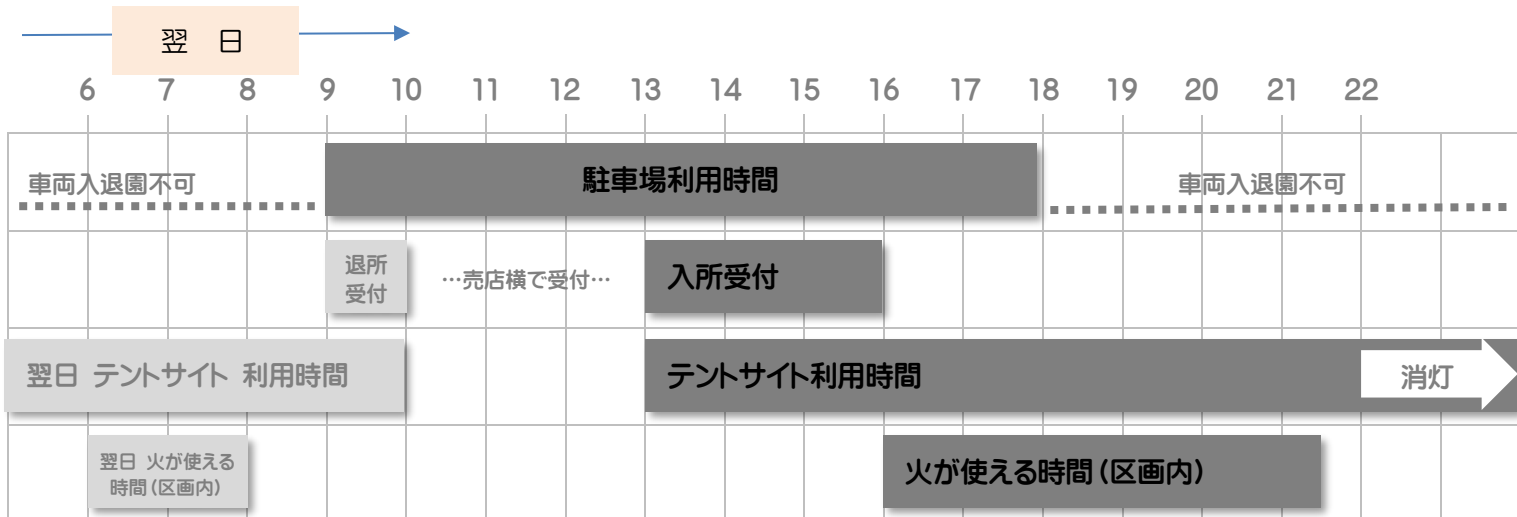 翌　日
6 7 8 9 10 11 12 13 14 15 16 17 18 19 20 21 22
車両入退園不可
駐車場利用時間
車両入退園不可
退所
受付
…売店横で受付…
入所受付
翌日 テントサイト 利用時間
テントサイト利用時間
消灯
翌日 火が使える
時間（区画内）
火が使える時間（区画内）